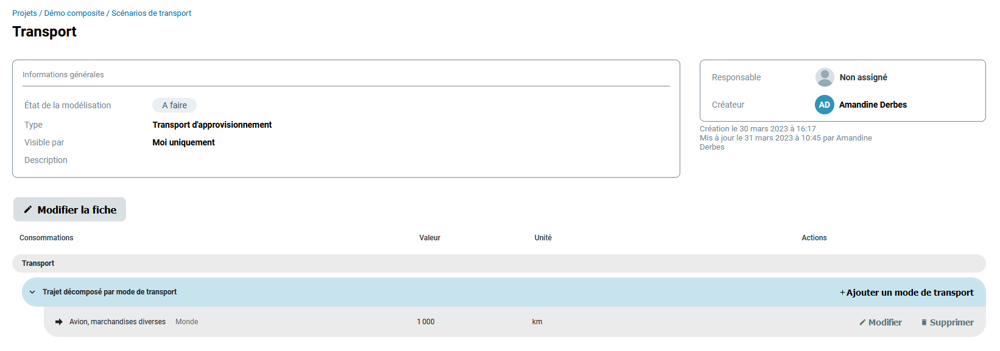 Projets / Démo composite / Scénarios de transport
Transport
Informations générales
État de la modélisation A faire
Type Transport d'approvisionnement
Visible par Moi uniquement
Description
Responsable Non assigné
Créateur AD Amandine Derbes
Création le 30 mars 2023 à 16:17
Mis à jour le 31 mars 2023 à 10:45 par Amandine
Derbes
Modifier la fiche
Consommations Valeur Unité Actions
Transport
Trajet décomposé par mode de transport +Ajouter un mode de transport
Avion, marchandises diverses Monde 1 000 km Modifier Supprimer